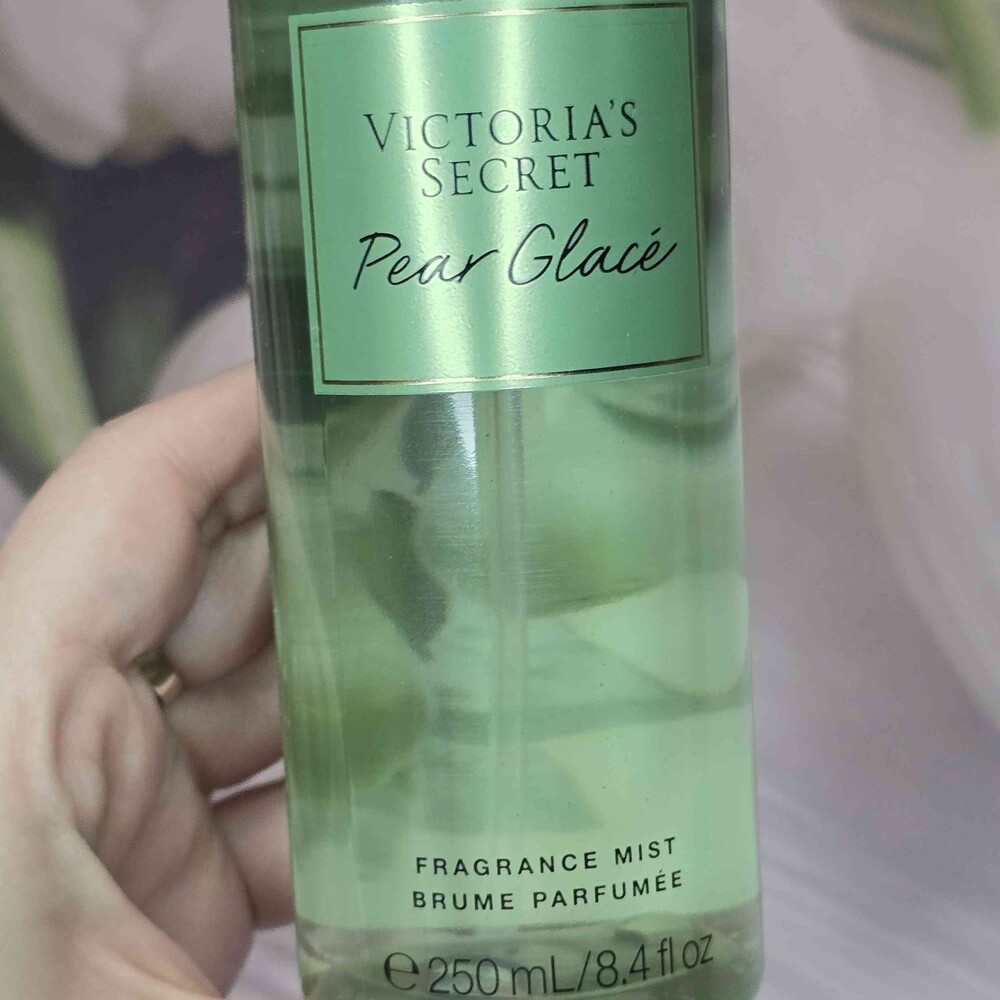 VICTORIA'S
SECRET
Pear Glacé
FRAGRANCE MIST
BRUME PARFUMÉE
℮ 250 mL/8.4 fl oz